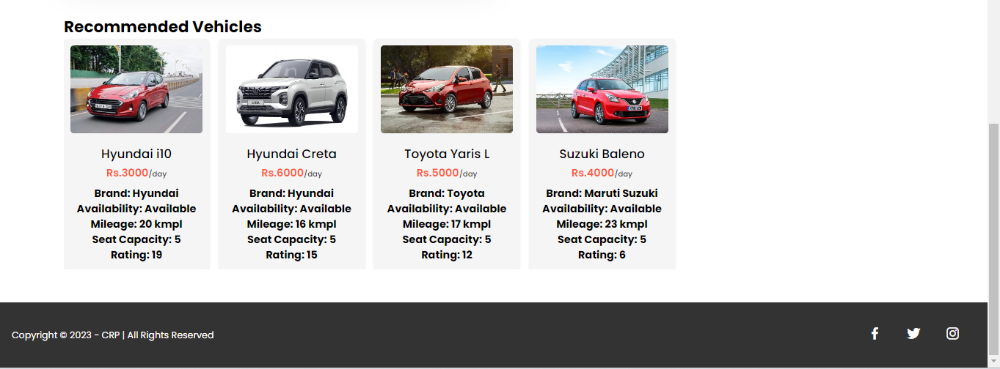 Recommended Vehicles
Hyundai i10
Rs.3000/day
Brand: Hyundai
Availability: Available
Mileage: 20 kmpl
Seat Capacity: 5
Rating: 19
CRETA
Hyundai Creta
Rs.6000/day
Brand: Hyundai
Availability: Available
Mileage: 16 kmpl
Seat Capacity: 5
Rating: 15
Toyota Yaris L
Rs.5000/day
Brand: Toyota
Availability: Available
Mileage: 17 kmpl
Seat Capacity: 5
Rating: 12
Suzuki Baleno
Rs.4000/day
Brand: Maruti Suzuki
Availability: Available
Mileage: 23 kmpl
Seat Capacity: 5
Rating: 6
Copyright © 2023 - CRP | All Rights Reserved